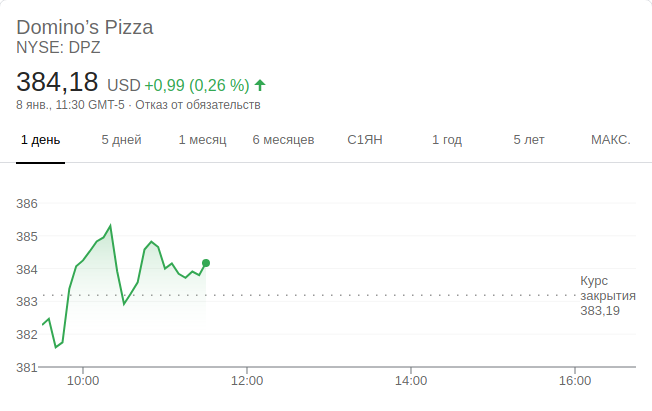 Domino’s Pizza
NYSE: DPZ
384,18 USD +0,99 (0,26 %)
8 янв., 11:30 GMT-5 · Отказ от обязательств
1 день 5 дней 1 месяц 6 месяцев С1ЯН 1 год 5 лет МАКС.
386
385
384
383
382
381
Курс
закрытия
383,19
10:00 12:00 14:00 16:00